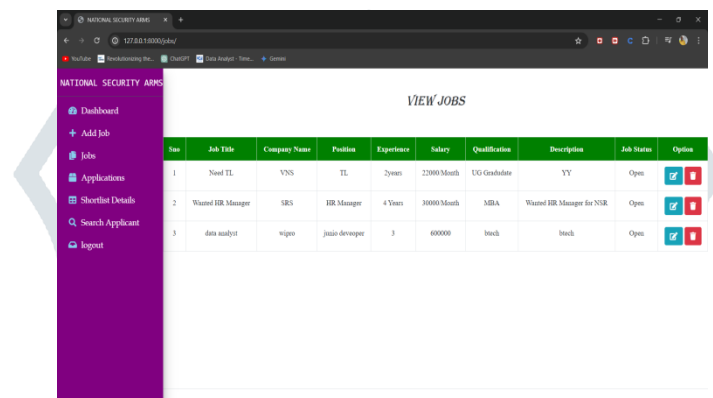 NATIONAL SECURITY ARMS
127.0.0.1:8000/jobs/
YouTube Revolutionizing the... ChatGPT Data Analyst - Time... Gemini
NATIONAL SECURITY ARMS
Dashboard
Add Job
Jobs
Applications
Shortlist Details
Search Applicant
logout
VIEW JOBS
Sno Job Title Company Name Position Experience Salary Qualification Description Job Status Option
1 Need TL VNS TL 2years 22000/Month UG Gradudate YY Open
2 Wanted HR Manager SRS HR Manager 4 Years 30000/Month MBA Wanted HR Manager for NSR Open
3 data analyst wipro junio deveoper 3 600000 btech btech Open